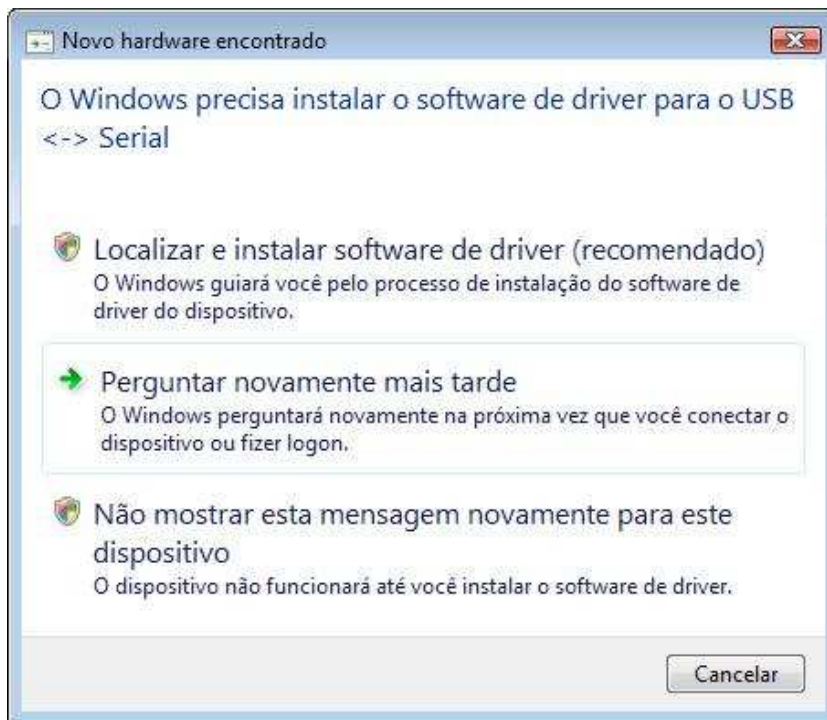 Novo hardware encontrado
O Windows precisa instalar o software de driver para o USB
<-> Serial
Localizar e instalar software de driver (recomendado)
O Windows guiará você pelo processo de instalação do software de
driver do dispositivo.
Perguntar novamente mais tarde
O Windows perguntará novamente na próxima vez que você conectar o
dispositivo ou fizer logon.
Não mostrar esta mensagem novamente para este
dispositivo
O dispositivo não funcionará até você instalar o software de driver.
Cancelar